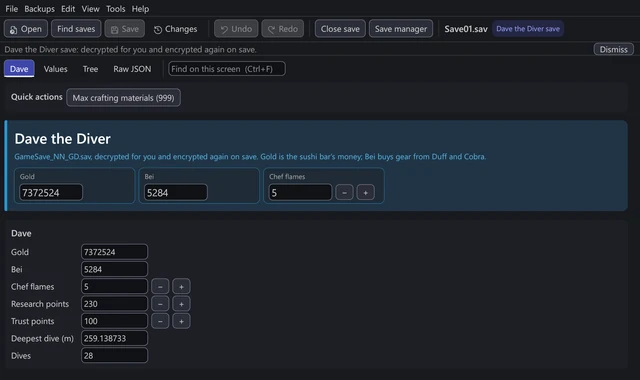 File Backups Edit View Tools Help
Open Find saves Save Changes Undo Redo Close save Save manager Save01.sav Dave the Diver save
Dave the Diver save: decrypted for you and encrypted again on save. Dismiss
Dave Values Tree Raw JSON Find on this screen (Ctrl+F)
Quick actions Max crafting materials (999)
Dave the Diver
GameSave_NN_GD.sav, decrypted for you and encrypted again on save. Gold is the sushi bar's money; Bei buys gear from Duff and Cobra.
Gold Bei Chef flames
7372524 5284 5 − +
Dave
Gold 7372524
Bei 5284
Chef flames 5 − +
Research points 230 − +
Trust points 100 − +
Deepest dive (m) 259.138733
Dives 28